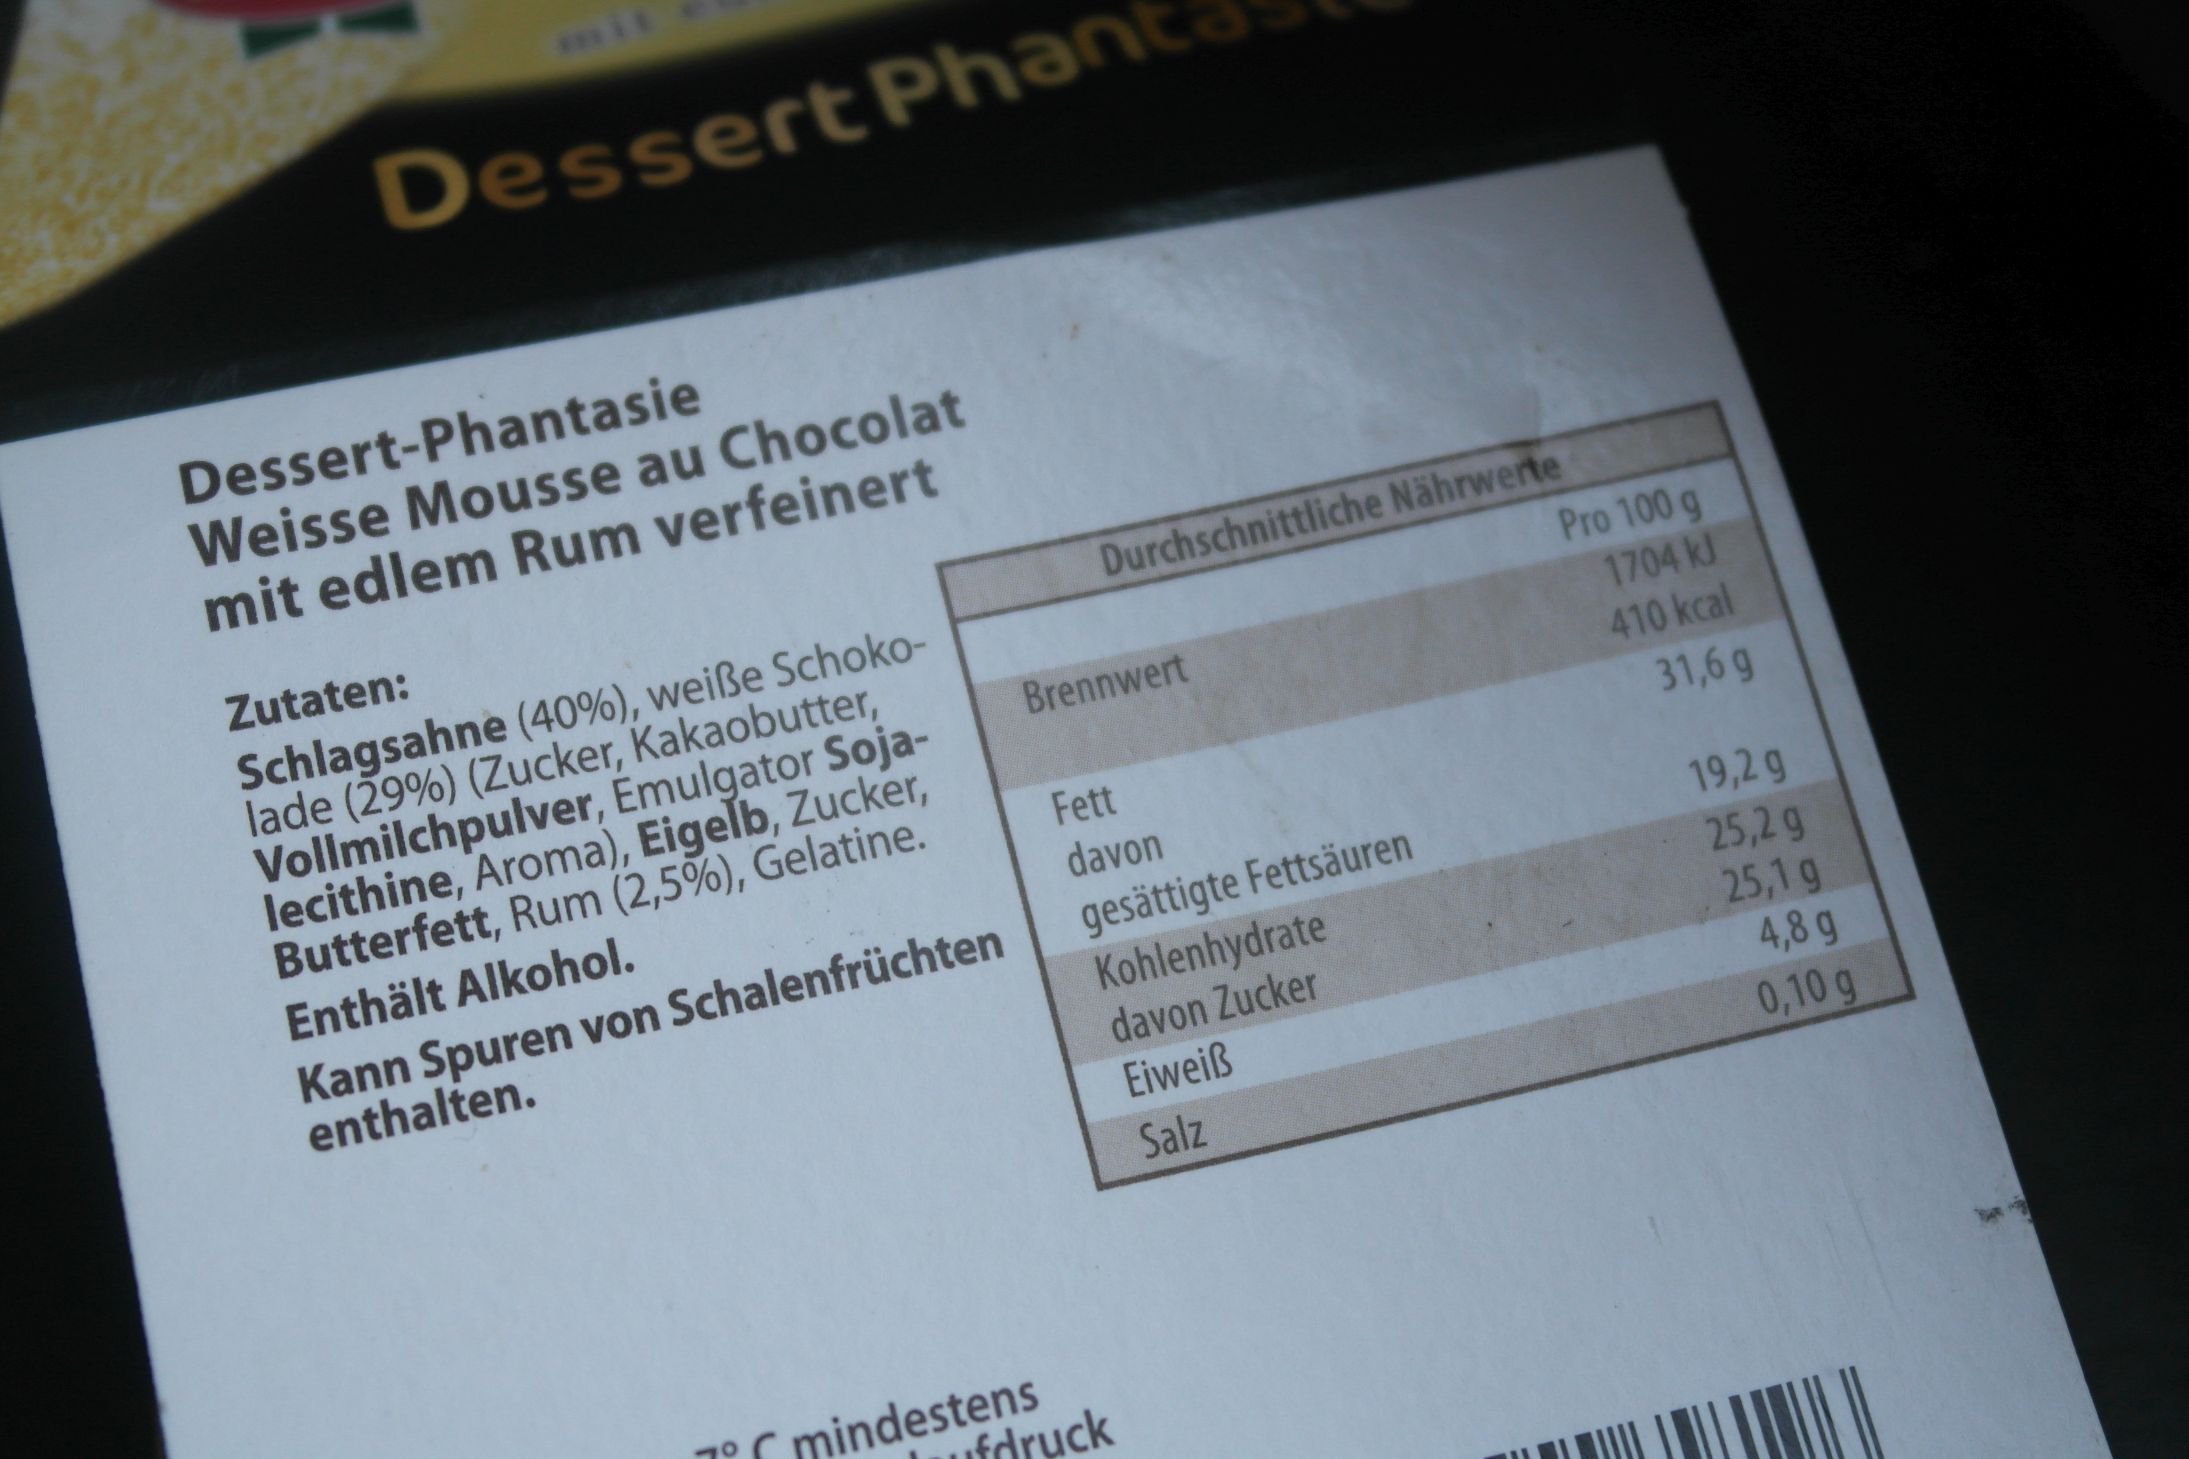 mit
Dessert Phantasie
Dessert-Phantasie
Weisse Mousse au Chocolat
mit edlem Rum verfeinert
Zutaten:
Schlagsahne (40%), weiße Schoko-
lade (29%) (Zucker, Kakaobutter,
Vollmilchpulver, Emulgator Soja-
lecithine, Aroma), Eigelb, Zucker,
Butterfett, Rum (2,5%), Gelatine.
Enthält Alkohol.
Kann Spuren von Schalenfrüchten
enthalten.
Durchschnittliche Nährwerte
Pro 100 g
Brennwert 1704 kJ
410 kcal
Fett 31,6 g
davon
gesättigte Fettsäuren 19,2 g
Kohlenhydrate 25,2 g
davon Zucker 25,1 g
Eiweiß 4,8 g
Salz 0,10 g
7° C mindestens